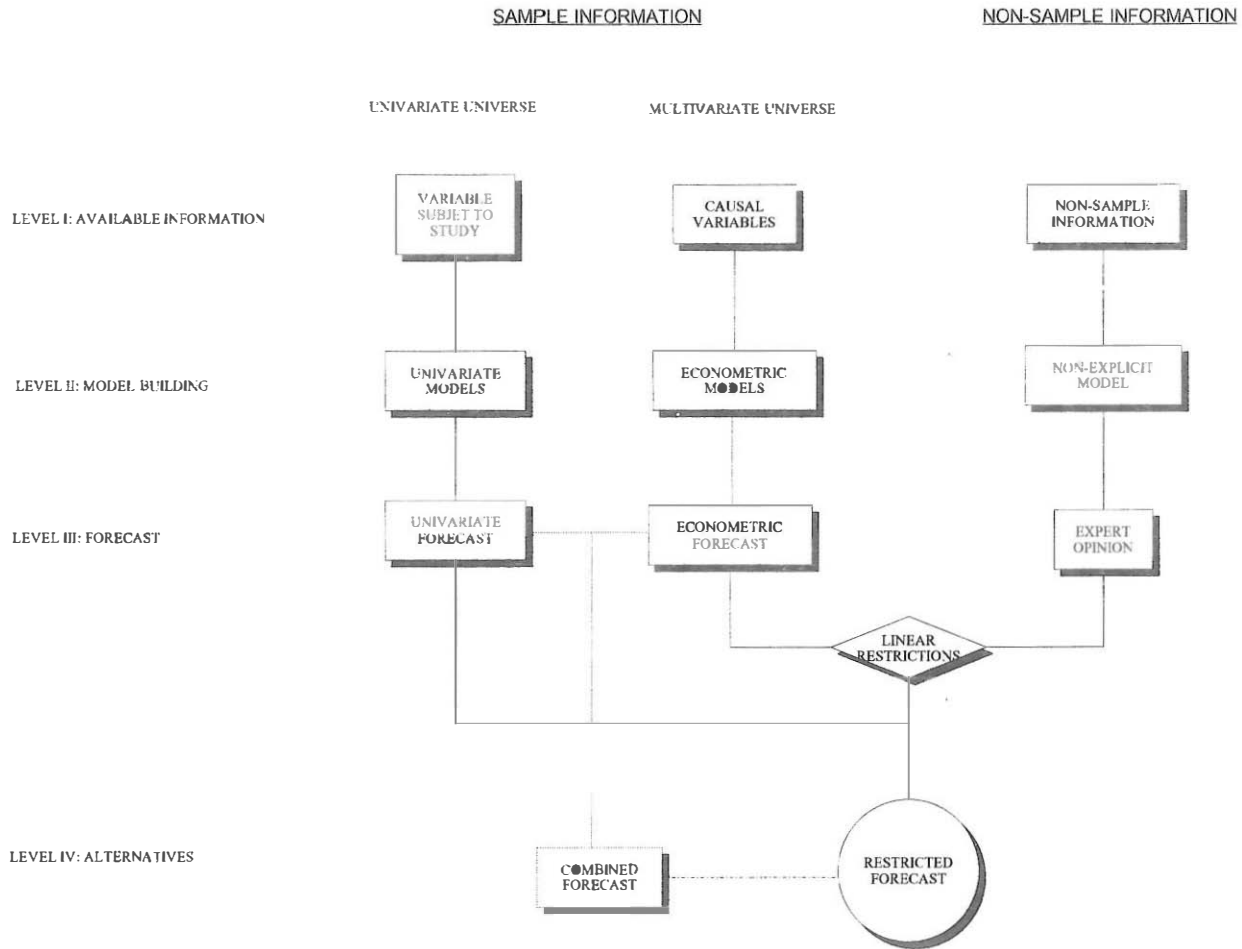 SAMPLE INFORMATION
NON-SAMPLE INFORMATION
UNIVARIATE UNIVERSE
MULTIVARIATE UNIVERSE
LEVEL I: AVAILABLE INFORMATION
VARIABLE
SUBJET TO
STUDY
CAUSAL
VARIABLES
NON-SAMPLE
INFORMATION
LEVEL II: MODEL BUILDING
UNIVARIATE
MODELS
ECONOMETRIC
MODELS
NON-EXPLICIT
MODEL
LEVEL III: FORECAST
UNIVARIATE
FORECAST
ECONOMETRIC
FORECAST
EXPERT
OPINION
LINEAR
RESTRICTIONS
LEVEL IV: ALTERNATIVES
COMBINED
FORECAST
RESTRICTED
FORECAST